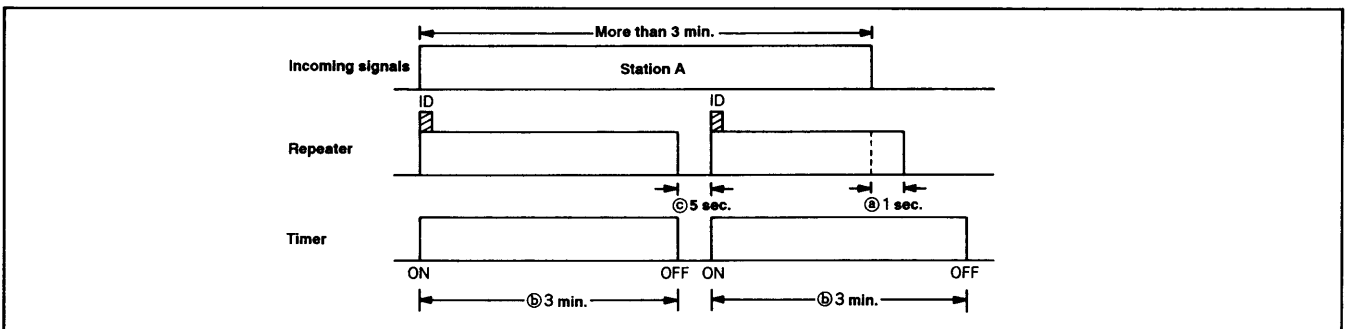 More than 3 min.
Incoming signals
Station A
ID ID
Repeater
ⓒ 5 sec. ⓐ 1 sec.
Timer
ON OFF ON OFF
ⓑ 3 min. ⓑ 3 min.